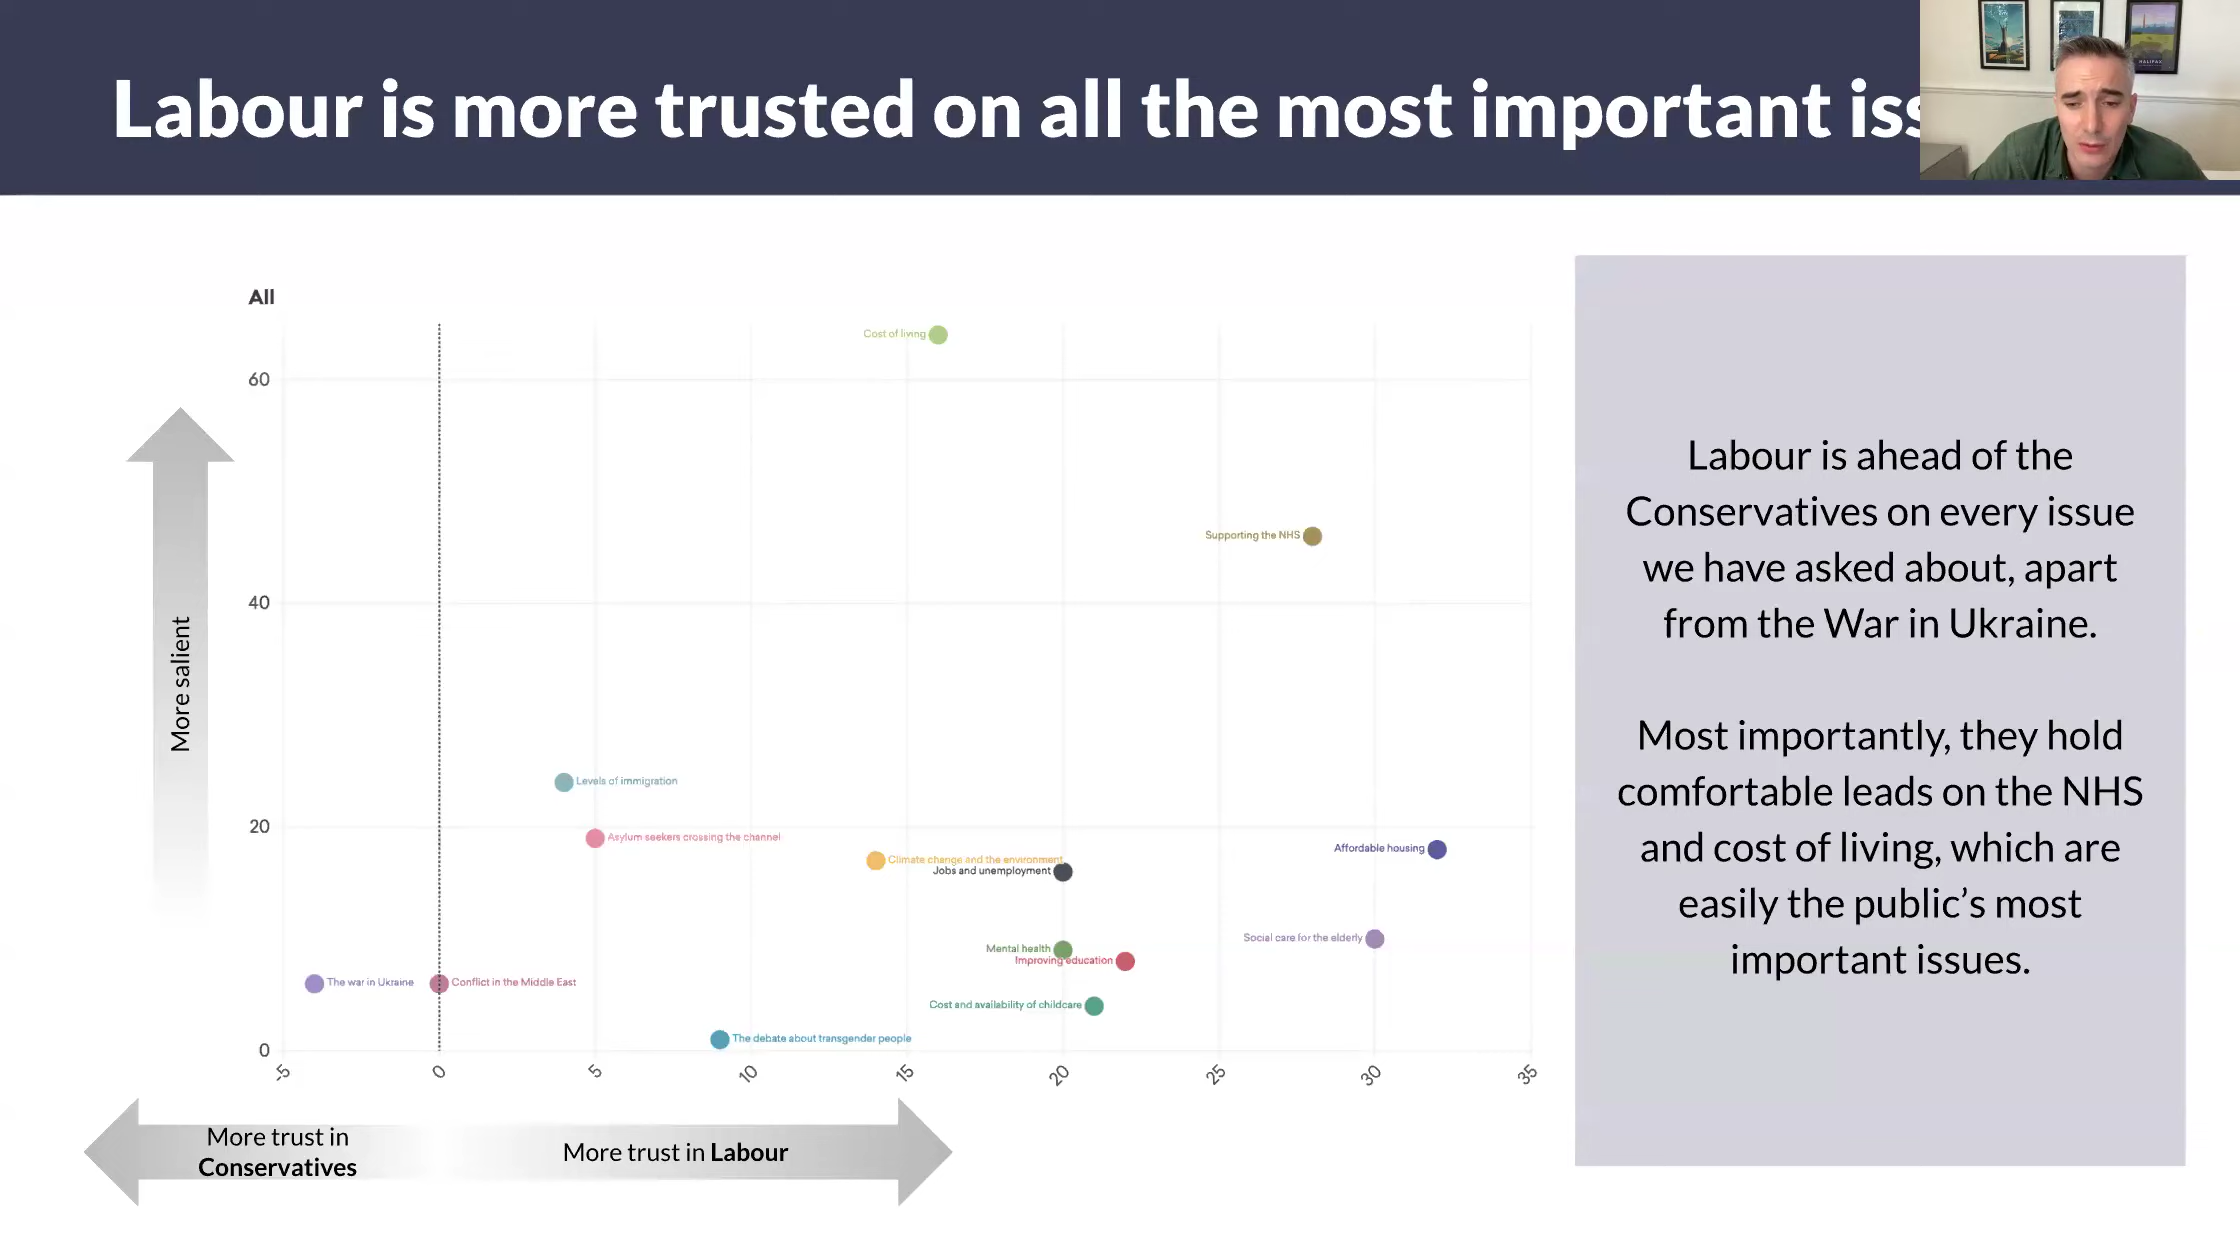 Labour is more trusted on all the most important iss
HALIFAX
All
60
40
20
0
-5
0
5
10
15
20
25
30
35
More salient
Cost of living
Supporting the NHS
Levels of immigration
Asylum seekers crossing the channel
Climate change and the environment
Jobs and unemployment
Affordable housing
Mental health
Improving education
Social care for the elderly
The war in Ukraine
Conflict in the Middle East
Cost and availability of childcare
The debate about transgender people
More trust in
Conservatives
More trust in Labour
Labour is ahead of the
Conservatives on every issue
we have asked about, apart
from the War in Ukraine.
Most importantly, they hold
comfortable leads on the NHS
and cost of living, which are
easily the public’s most
important issues.